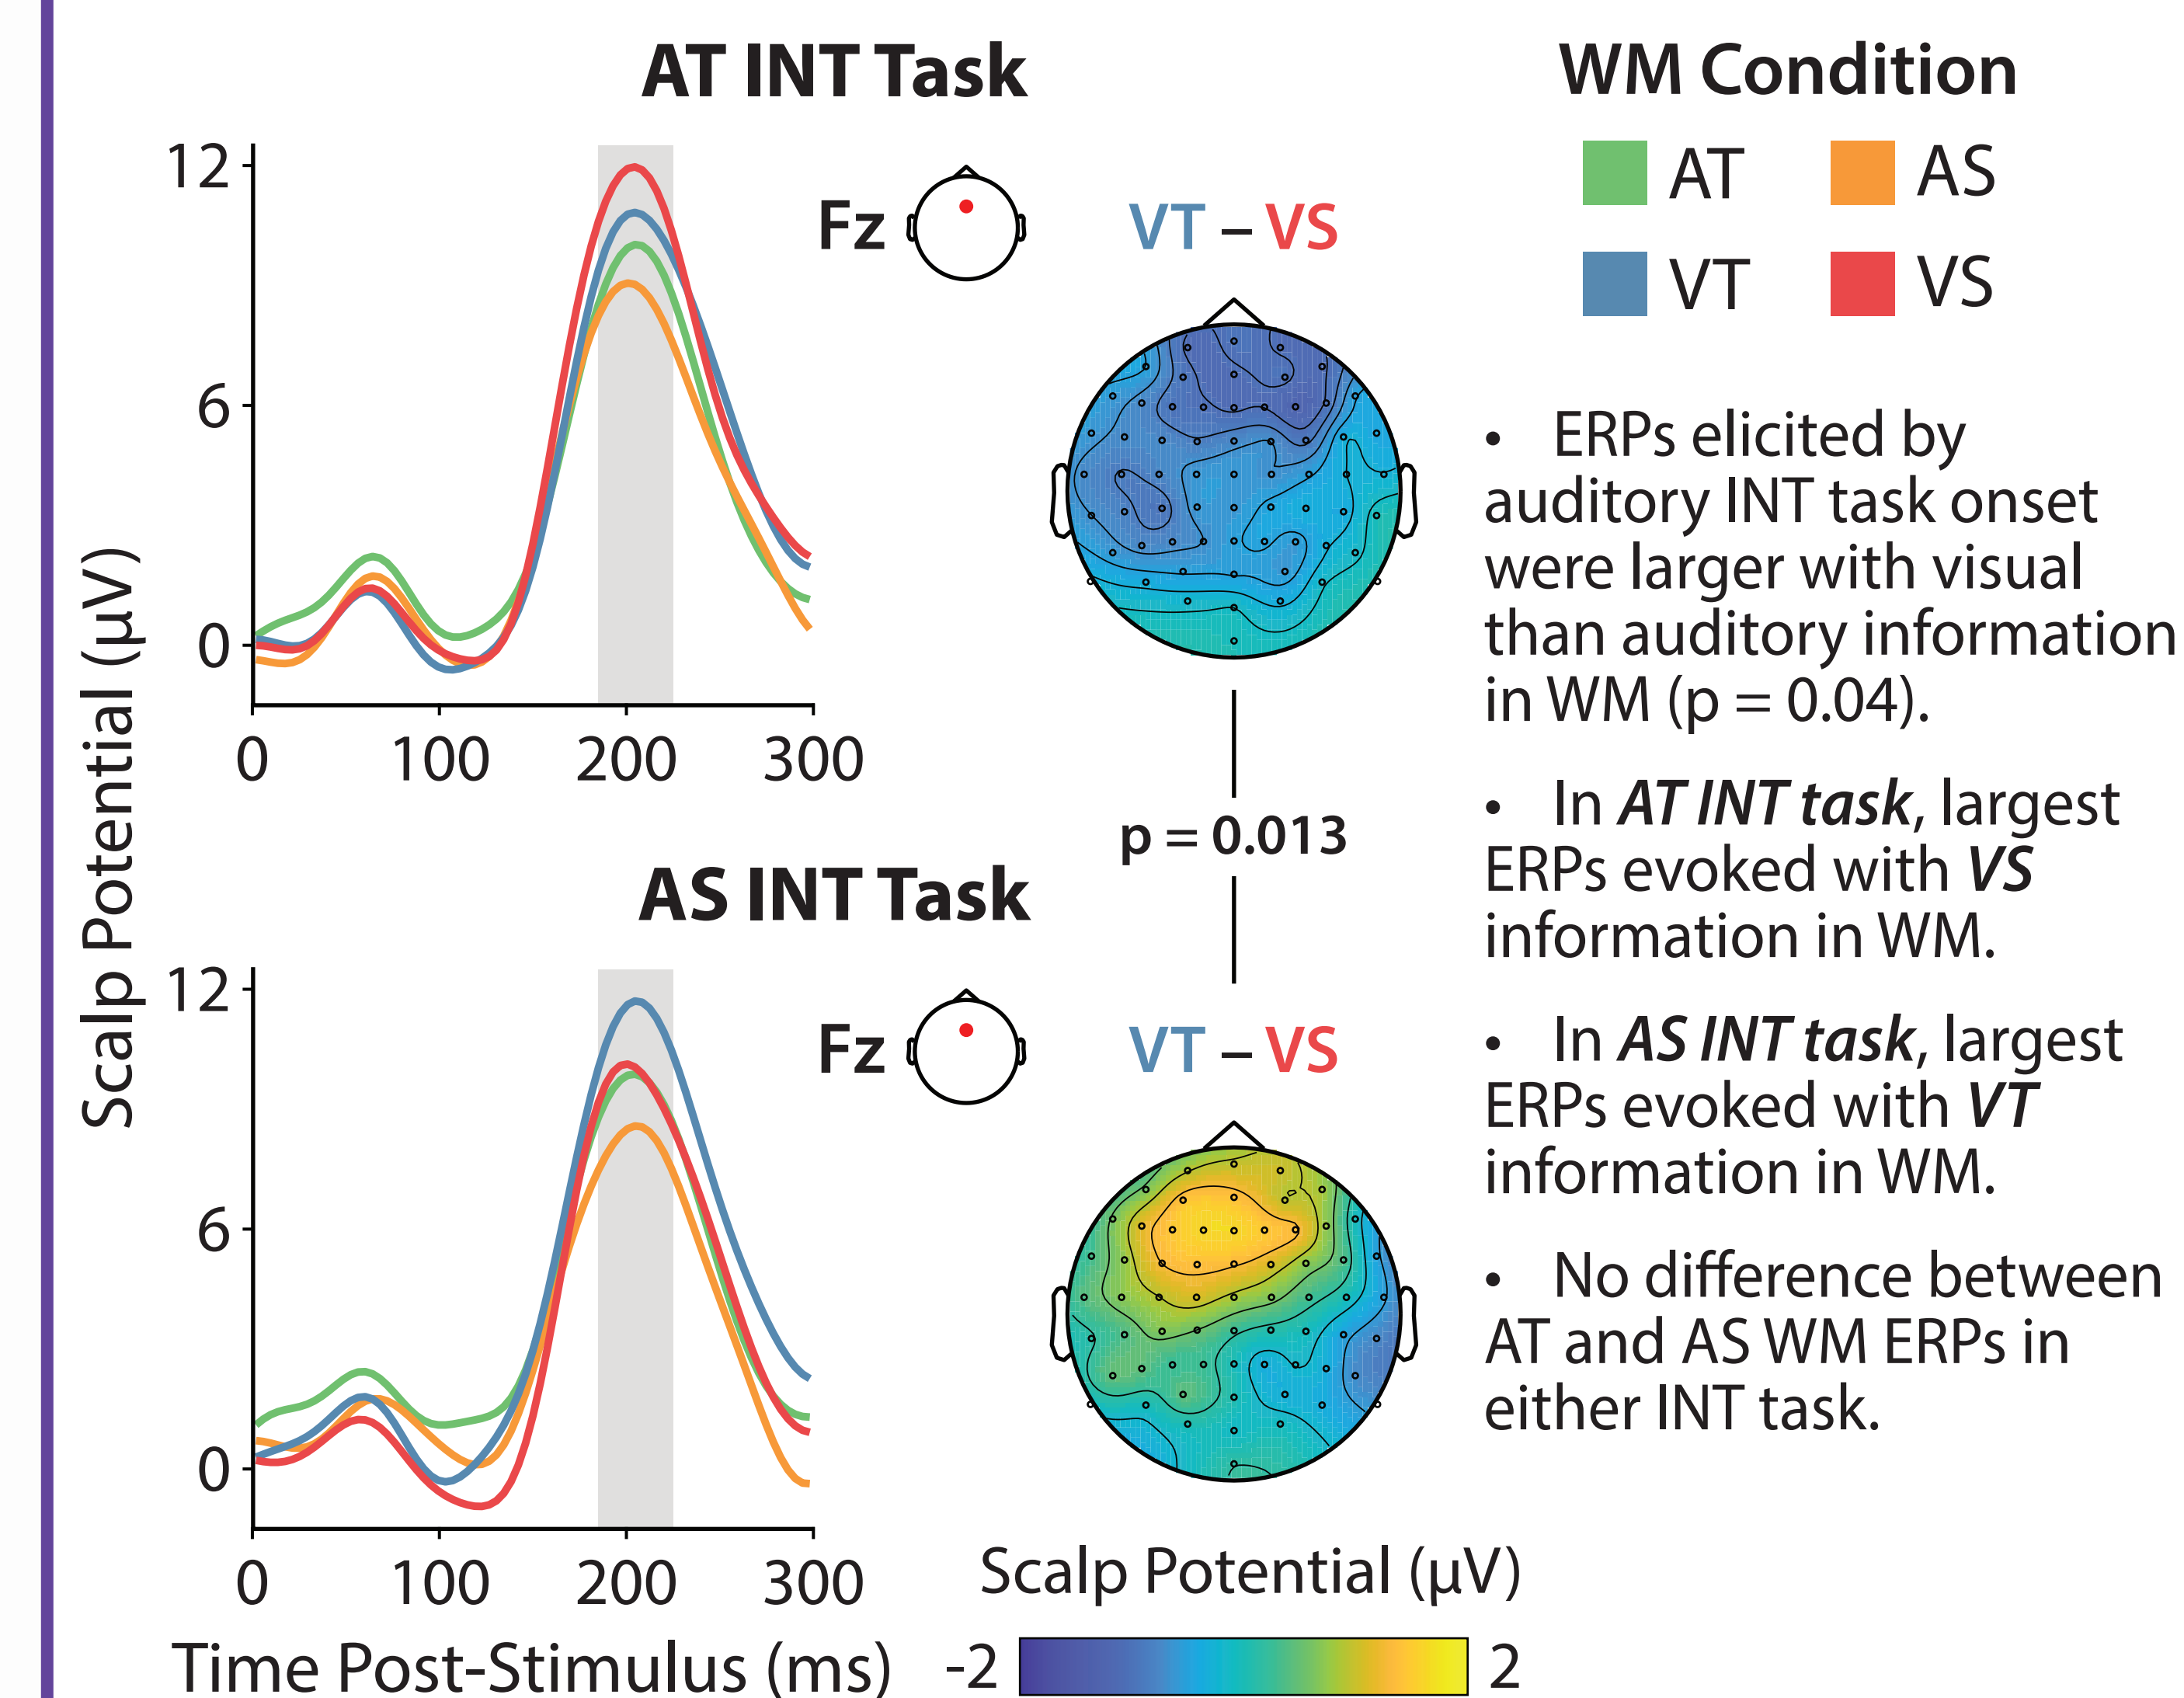 AT INT Task
12
6
0
0 100 200 300
Fz
VT – VS
p = 0.013
Scalp Potential (µV)
AS INT Task
12
6
0
0 100 200 300
Time Post-Stimulus (ms)
Fz
VT – VS
Scalp Potential (µV)
-2 2
WM Condition
AT AS
VT VS
• ERPs elicited by
auditory INT task onset
were larger with visual
than auditory information
in WM (p = 0.04).
• In AT INT task, largest
ERPs evoked with VS
information in WM.
• In AS INT task, largest
ERPs evoked with VT
information in WM.
• No difference between
AT and AS WM ERPs in
either INT task.